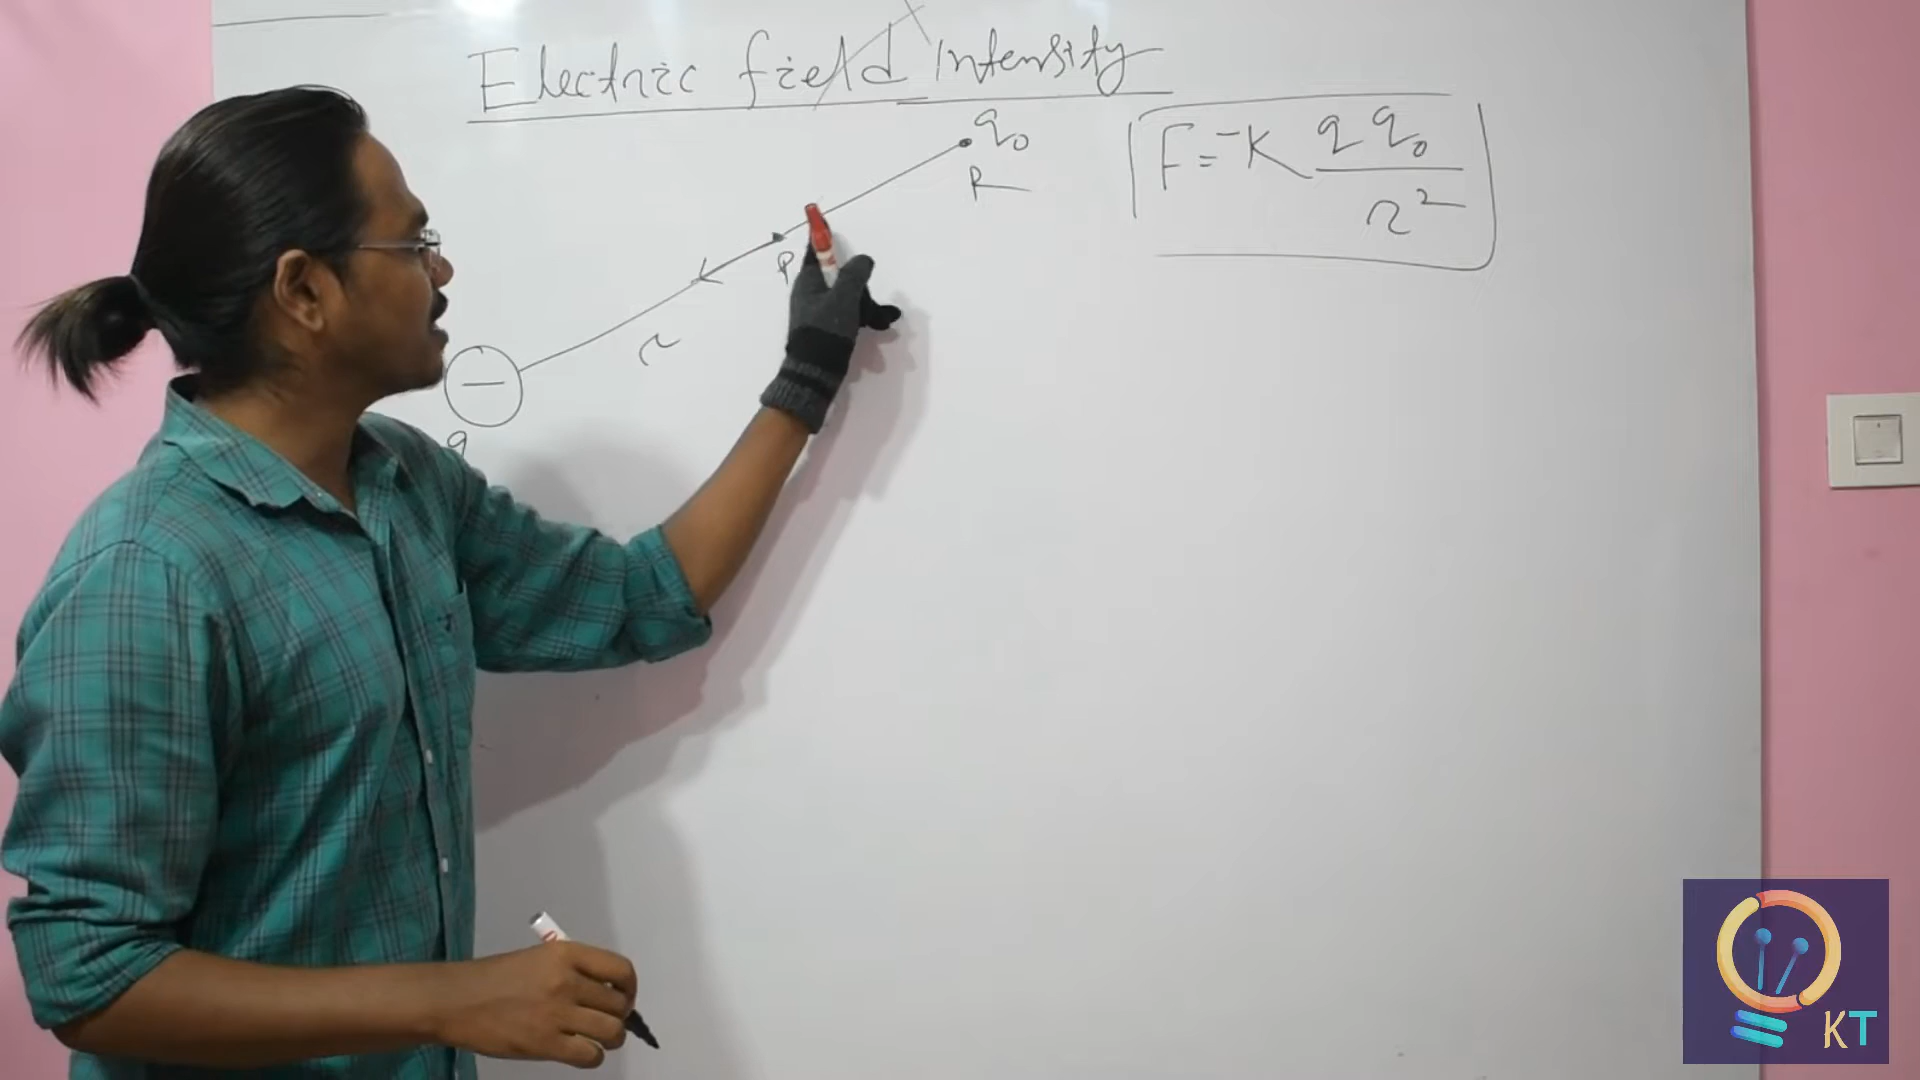 Electric field intensity
q₀
R
F = -K q q₀ / r²
P
r
−
q
KT